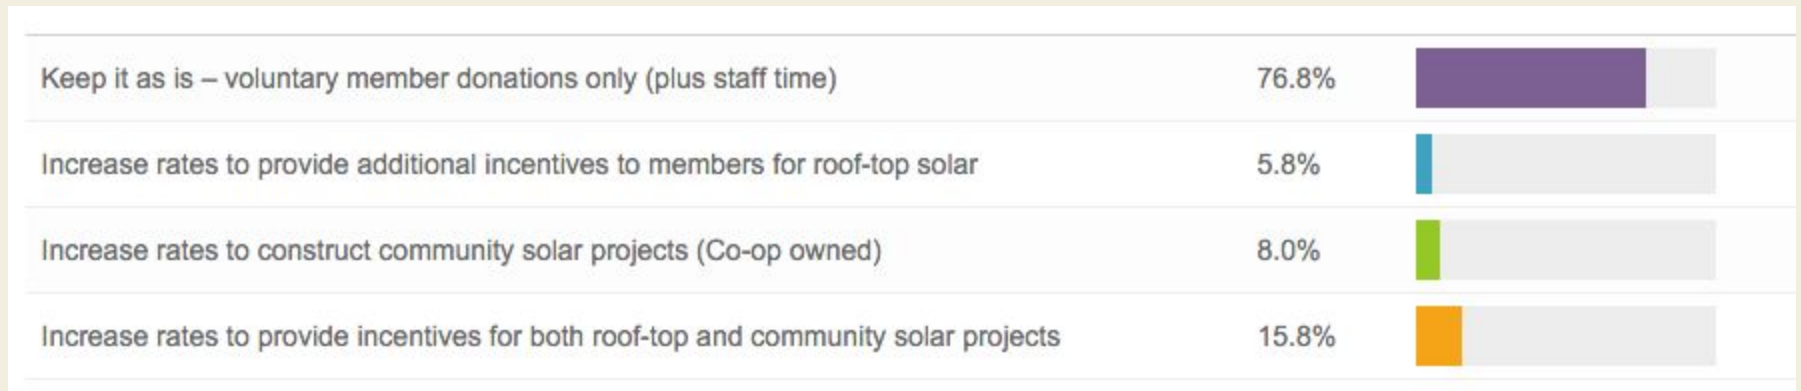 Keep it as is – voluntary member donations only (plus staff time) 76.8%
Increase rates to provide additional incentives to members for roof-top solar 5.8%
Increase rates to construct community solar projects (Co-op owned) 8.0%
Increase rates to provide incentives for both roof-top and community solar projects 15.8%